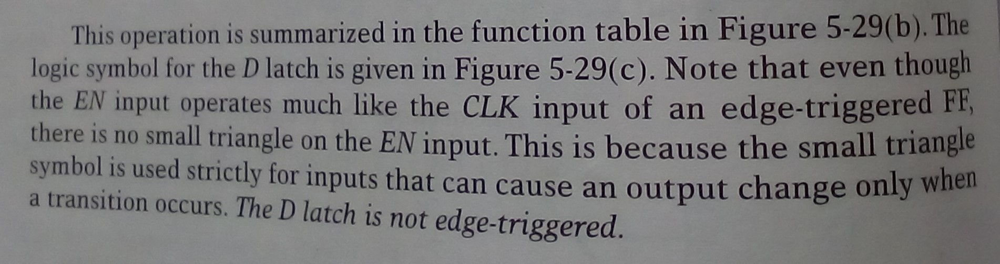 This operation is summarized in the function table in Figure 5-29(b). The
logic symbol for the D latch is given in Figure 5-29(c). Note that even though
the EN input operates much like the CLK input of an edge-triggered FF,
there is no small triangle on the EN input. This is because the small triangle
symbol is used strictly for inputs that can cause an output change only when
a transition occurs. The D latch is not edge-triggered.